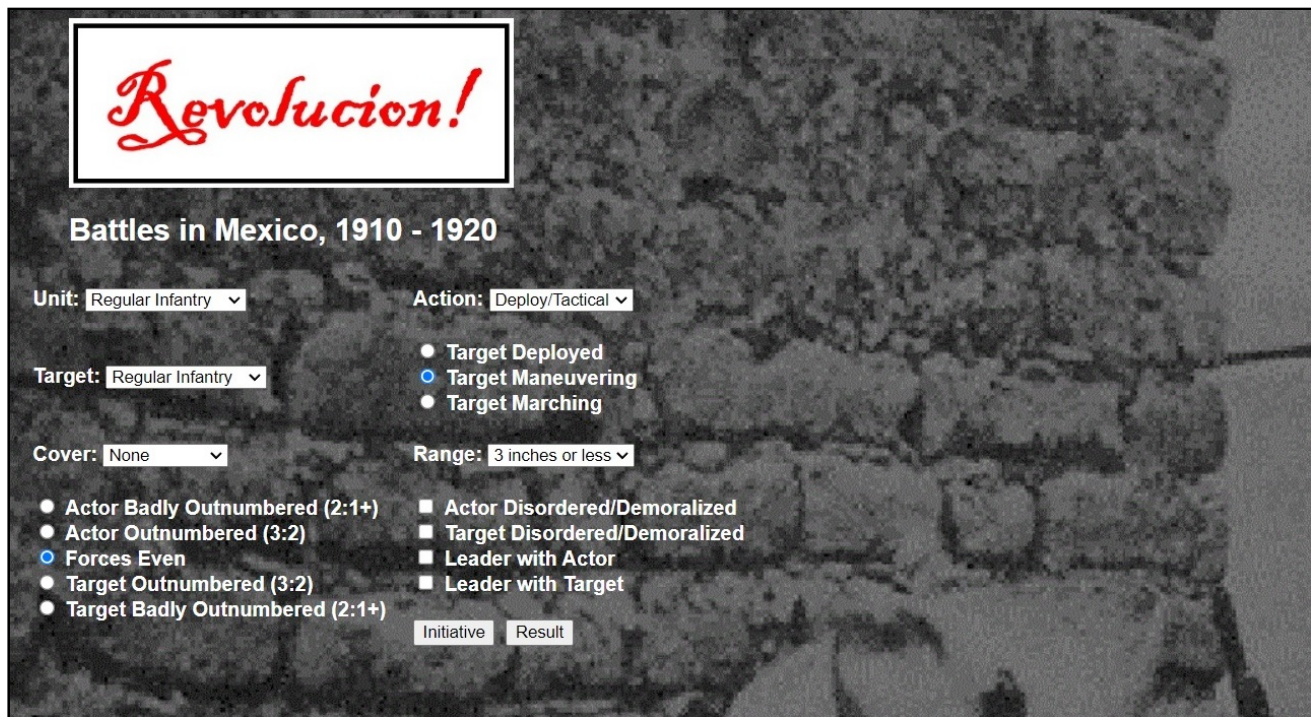 Revolucion!
Battles in Mexico, 1910 - 1920
Unit: Regular Infantry
Action: Deploy/Tactical
Target: Regular Infantry
Target Deployed
Target Maneuvering
Target Marching
Cover: None
Range: 3 inches or less
Actor Badly Outnumbered (2:1+)
Actor Outnumbered (3:2)
Forces Even
Target Outnumbered (3:2)
Target Badly Outnumbered (2:1+)
Actor Disordered/Demoralized
Target Disordered/Demoralized
Leader with Actor
Leader with Target
Initiative
Result